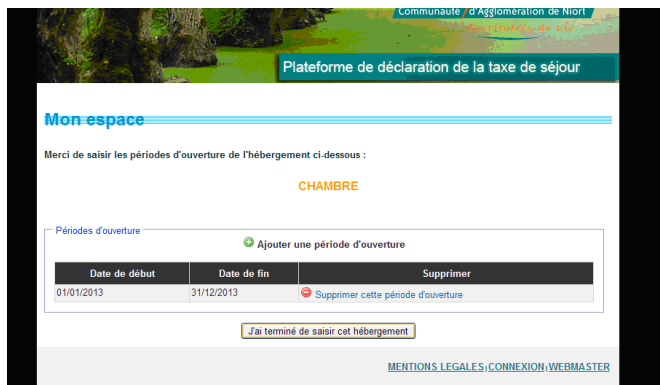 Communauté d'Agglomération de Niort
Territoires de vie
Plateforme de déclaration de la taxe de séjour
Mon espace
Merci de saisir les périodes d'ouverture de l'hébergement ci-dessous :
CHAMBRE
Périodes d'ouverture
Ajouter une période d'ouverture
Date de début Date de fin Supprimer
01/01/2013 31/12/2013 Supprimer cette période d'ouverture
J'ai terminé de saisir cet hébergement
MENTIONS LEGALES|CONNEXION|WEBMASTER